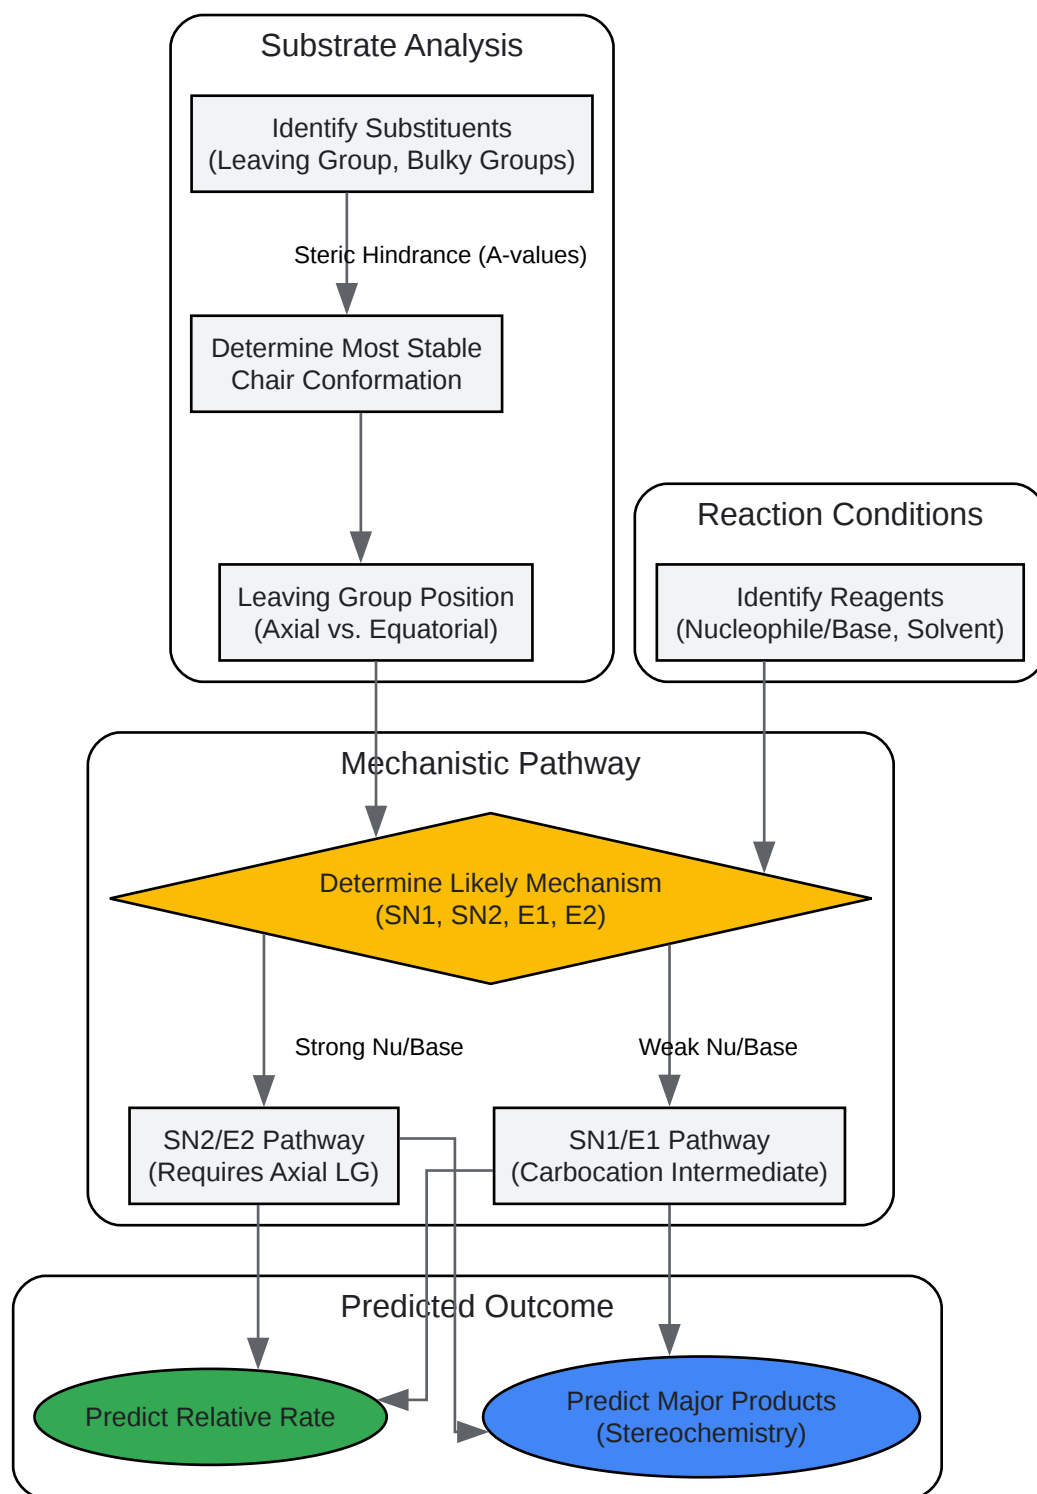 Substrate Analysis
Identify Substituents
(Leaving Group, Bulky Groups)
Steric Hindrance (A-values)
Determine Most Stable
Chair Conformation
Leaving Group Position
(Axial vs. Equatorial)
Reaction Conditions
Identify Reagents
(Nucleophile/Base, Solvent)
Mechanistic Pathway
Determine Likely Mechanism
(SN1, SN2, E1, E2)
Strong Nu/Base
Weak Nu/Base
SN2/E2 Pathway
(Requires Axial LG)
SN1/E1 Pathway
(Carbocation Intermediate)
Predicted Outcome
Predict Relative Rate
Predict Major Products
(Stereochemistry)